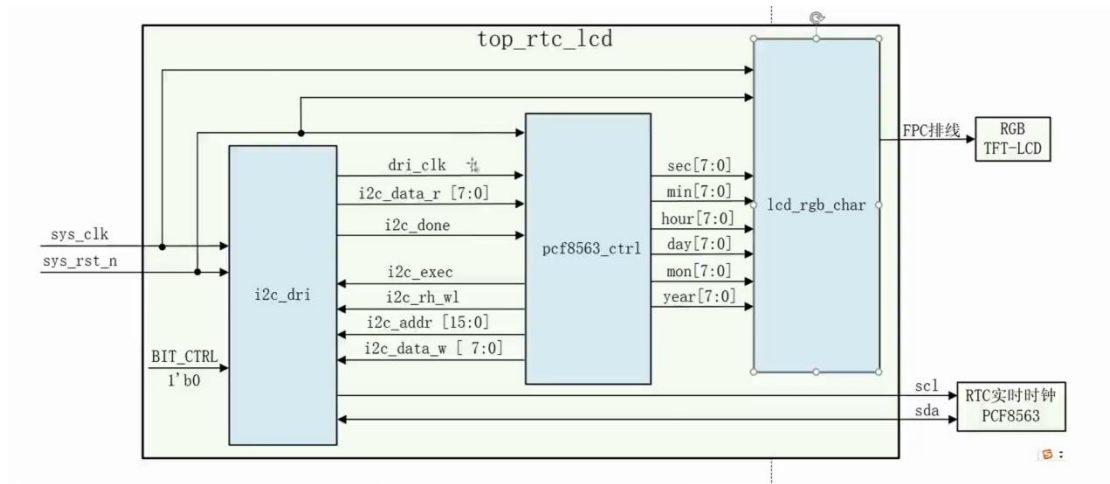 top_rtc_lcd
sys_clk
sys_rst_n
BIT_CTRL
1'b0
i2c_dri
dri_clk
i2c_data_r [7:0]
i2c_done
i2c_exec
i2c_rh_wl
i2c_addr [15:0]
i2c_data_w [ 7:0]
pcf8563_ctrl
sec[7:0]
min[7:0]
hour[7:0]
day[7:0]
mon[7:0]
year[7:0]
lcd_rgb_char
FPC排线
RGB
TFT-LCD
scl
sda
RTC实时时钟
PCF8563